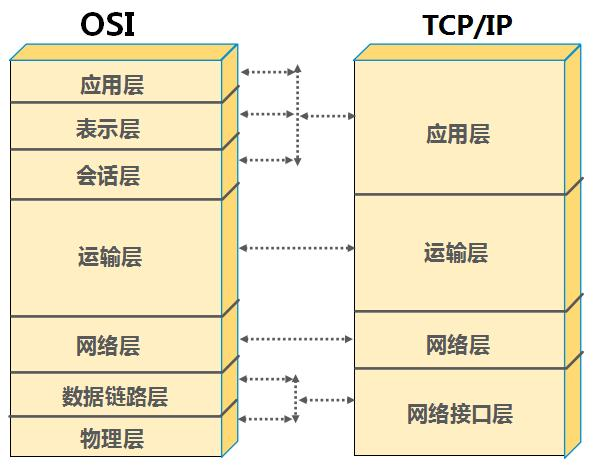 OSI
应用层
表示层
会话层
运输层
网络层
数据链路层
物理层
TCP/IP
应用层
运输层
网络层
网络接口层